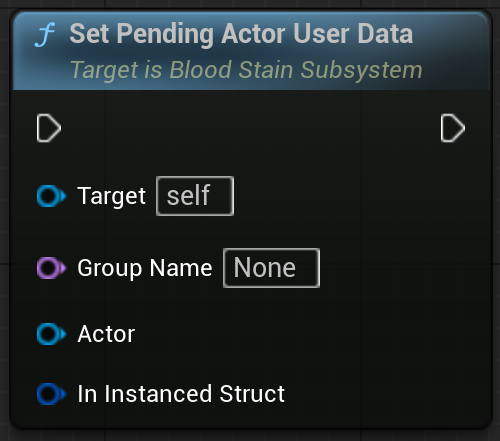 f Set Pending Actor User Data
Target is Blood Stain Subsystem
Target self
Group Name None
Actor
In Instanced Struct